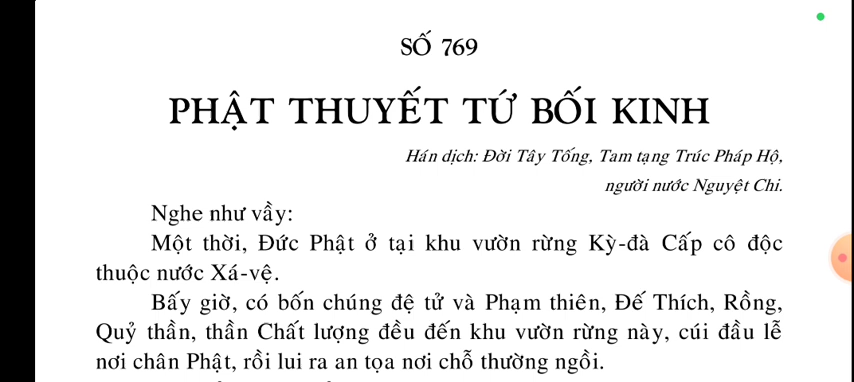 SỐ 769
PHẬT THUYẾT TỨ BỐI KINH
Hán dịch: Đời Tây Tống, Tam tạng Trúc Pháp Hộ,
người nước Nguyệt Chi.
Nghe như vầy:
Một thời, Đức Phật ở tại khu vườn rừng Kỳ-đà Cấp cô độc
thuộc nước Xá-vệ.
Bấy giờ, có bốn chúng đệ tử và Phạm thiên, Đế Thích, Rồng,
Quỷ thần, thần Chất lượng đều đến khu vườn rừng này, cúi đầu lễ
nơi chân Phật, rồi lui ra an tọa nơi chỗ thường ngồi.